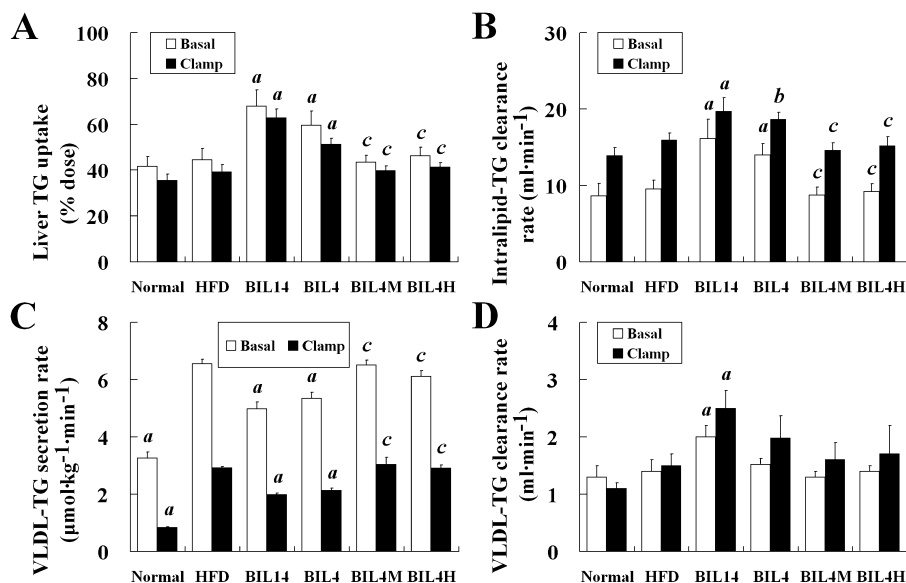 A
Basal
Clamp
Liver TG uptake
(% dose)
100
80
60
40
20
0
a
a
a
a
c
c
c
c
Normal HFD BIL14 BIL4 BIL4M BIL4H
B
Basal
Clamp
Intralipid-TG clearance
rate (ml·min⁻¹)
30
20
10
0
a
a
a
b
c
c
c
c
Normal HFD BIL14 BIL4 BIL4M BIL4H
C
Basal Clamp
VLDL-TG secretion rate
(μmol·kg⁻¹·min⁻¹)
8
6
4
2
0
a
a
a
a
a
c
c
c
c
Normal HFD BIL14 BIL4 BIL4M BIL4H
D
Basal
Clamp
VLDL-TG clearance rate
(ml·min⁻¹)
4
3
2
1
0
a
a
Normal HFD BIL14 BIL4 BIL4M BIL4H